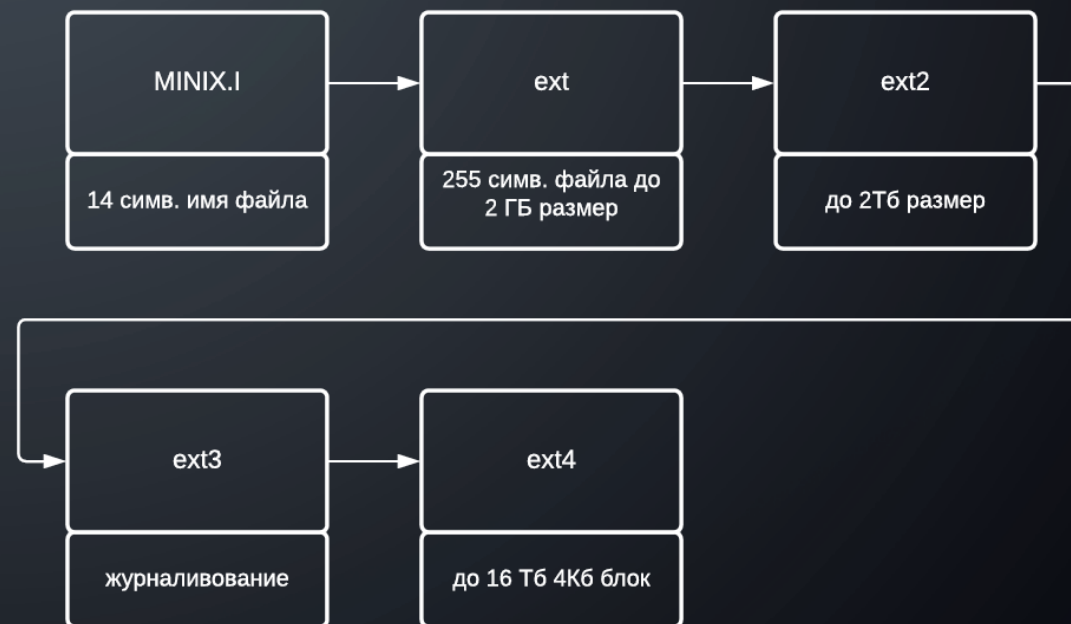 MINIX.I
ext
ext2
14 симв. имя файла
255 симв. файла до
2 ГБ размер
до 2Тб размер
ext3
ext4
журналивование
до 16 Тб 4Кб блок